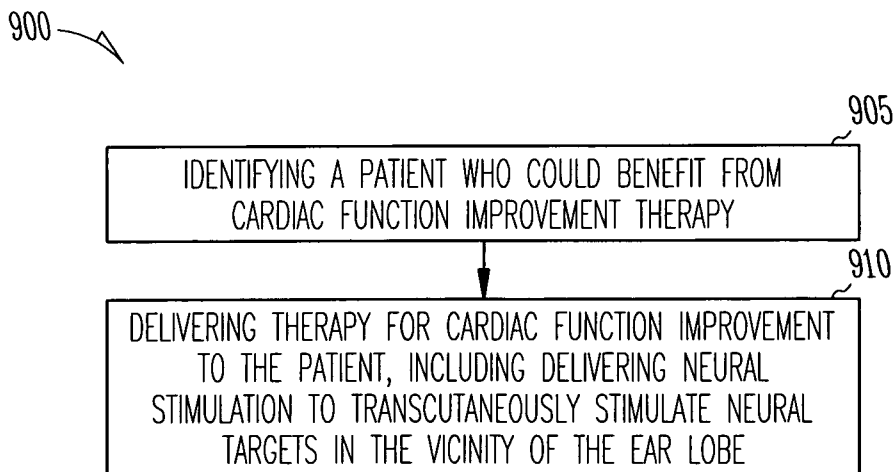 900
905
IDENTIFYING A PATIENT WHO COULD BENEFIT FROM
CARDIAC FUNCTION IMPROVEMENT THERAPY
910
DELIVERING THERAPY FOR CARDIAC FUNCTION IMPROVEMENT
TO THE PATIENT, INCLUDING DELIVERING NEURAL
STIMULATION TO TRANSCUTANEOUSLY STIMULATE NEURAL
TARGETS IN THE VICINITY OF THE EAR LOBE